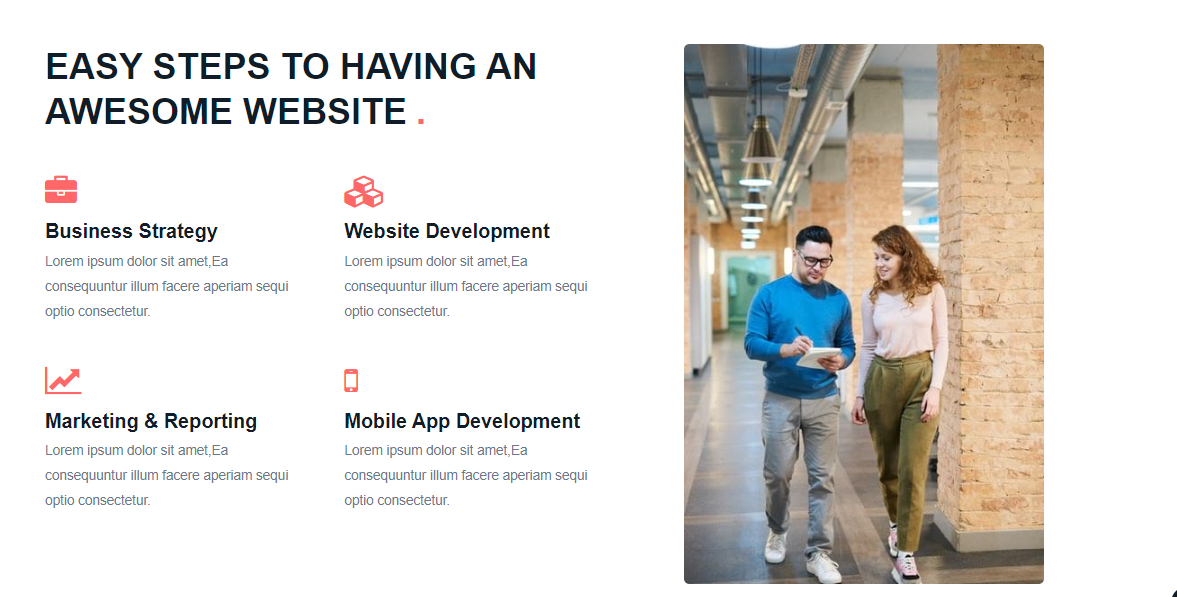 EASY STEPS TO HAVING AN
AWESOME WEBSITE .
Business Strategy
Lorem ipsum dolor sit amet,Ea
consequuntur illum facere aperiam sequi
optio consectetur.
Website Development
Lorem ipsum dolor sit amet,Ea
consequuntur illum facere aperiam sequi
optio consectetur.
Marketing & Reporting
Lorem ipsum dolor sit amet,Ea
consequuntur illum facere aperiam sequi
optio consectetur.
Mobile App Development
Lorem ipsum dolor sit amet,Ea
consequuntur illum facere aperiam sequi
optio consectetur.